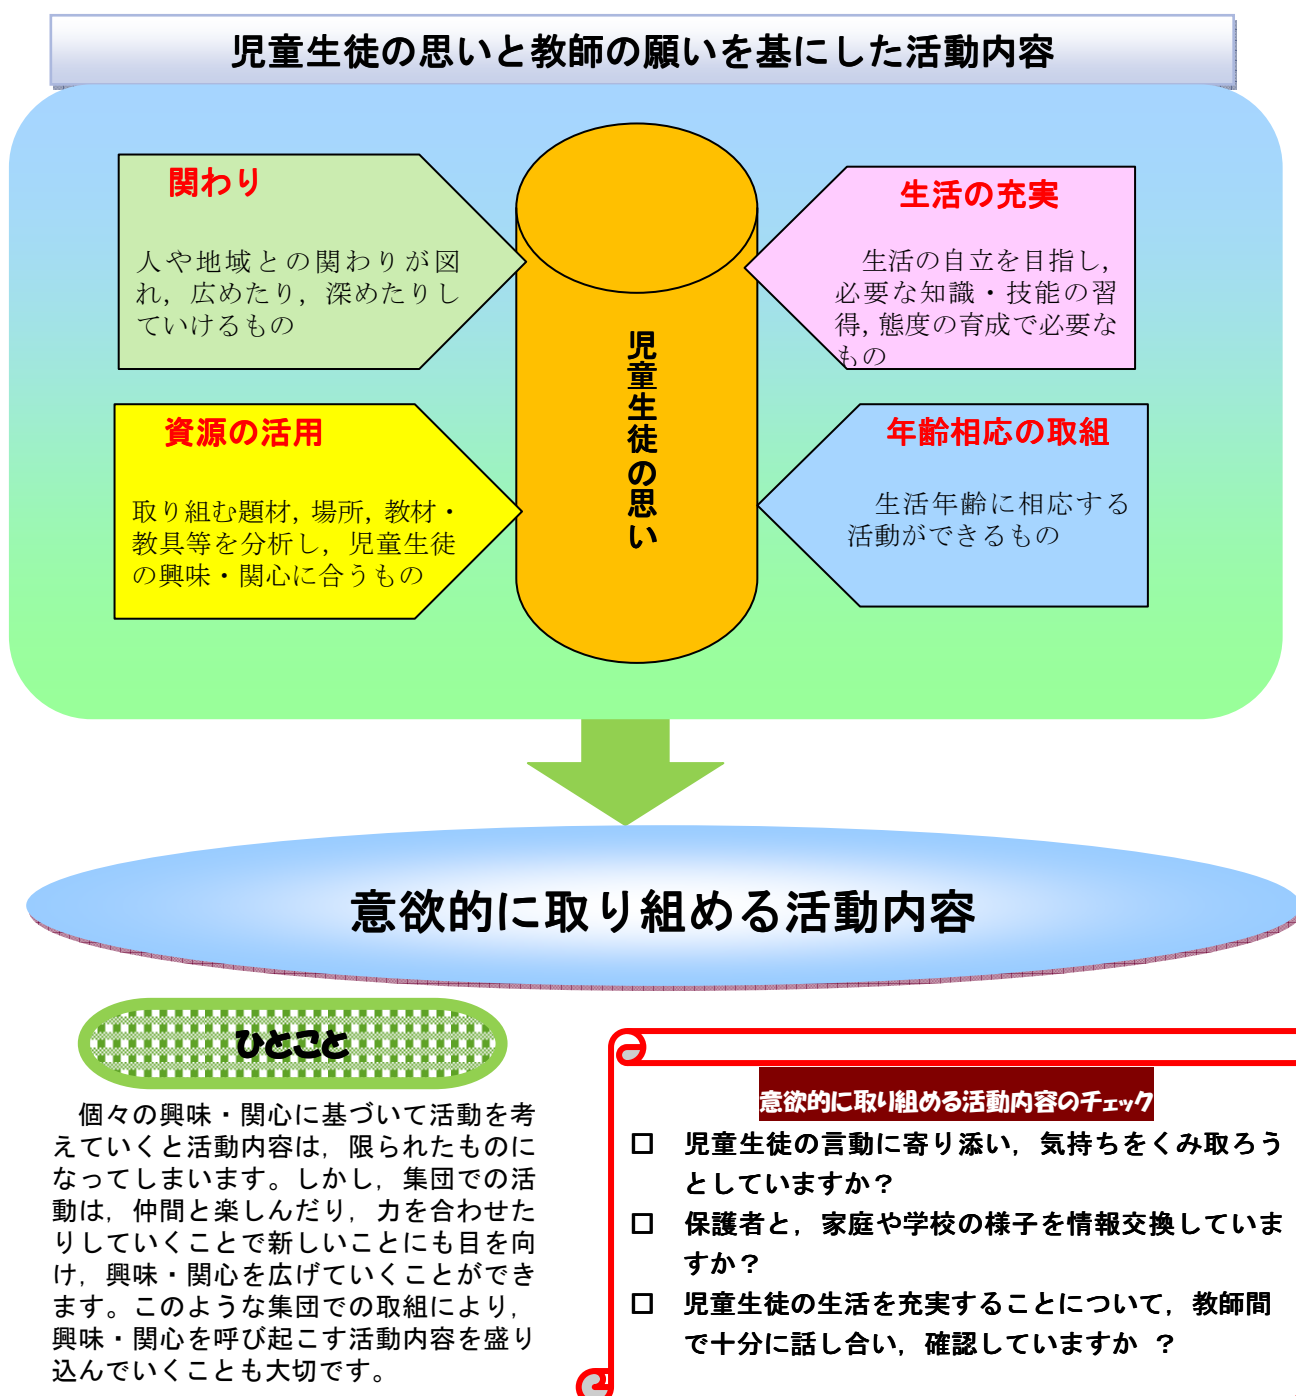 児童生徒の思いと教師の願いを基にした活動内容
関わり
人や地域との関わりが図
れ，広めたり，深めたりし
ていけるもの
生活の充実
生活の自立を目指し，
必要な知識・技能の習
得，態度の育成で必要な
もの
児童生徒の思い
資源の活用
取り組む題材，場所，教材・
教具等を分析し，児童生徒
の興味・関心に合うもの
年齢相応の取組
生活年齢に相応する
活動ができるもの
意欲的に取り組める活動内容
ひとこと
個々の興味・関心に基づいて活動を考
えていくと活動内容は，限られたものに
なってしまいます。しかし，集団での活
動は，仲間と楽しんだり，力を合わせた
りしていくことで新しいことにも目を向
け，興味・関心を広げていくことができ
ます。このような集団での取組により，
興味・関心を呼び起こす活動内容を盛り
込んでいくことも大切です。
意欲的に取り組める活動内容のチェック
□ 児童生徒の言動に寄り添い，気持ちをくみ取ろう
としていますか？
□ 保護者と，家庭や学校の様子を情報交換していま
すか？
□ 児童生徒の生活を充実することについて，教師間
で十分に話し合い，確認していますか ？